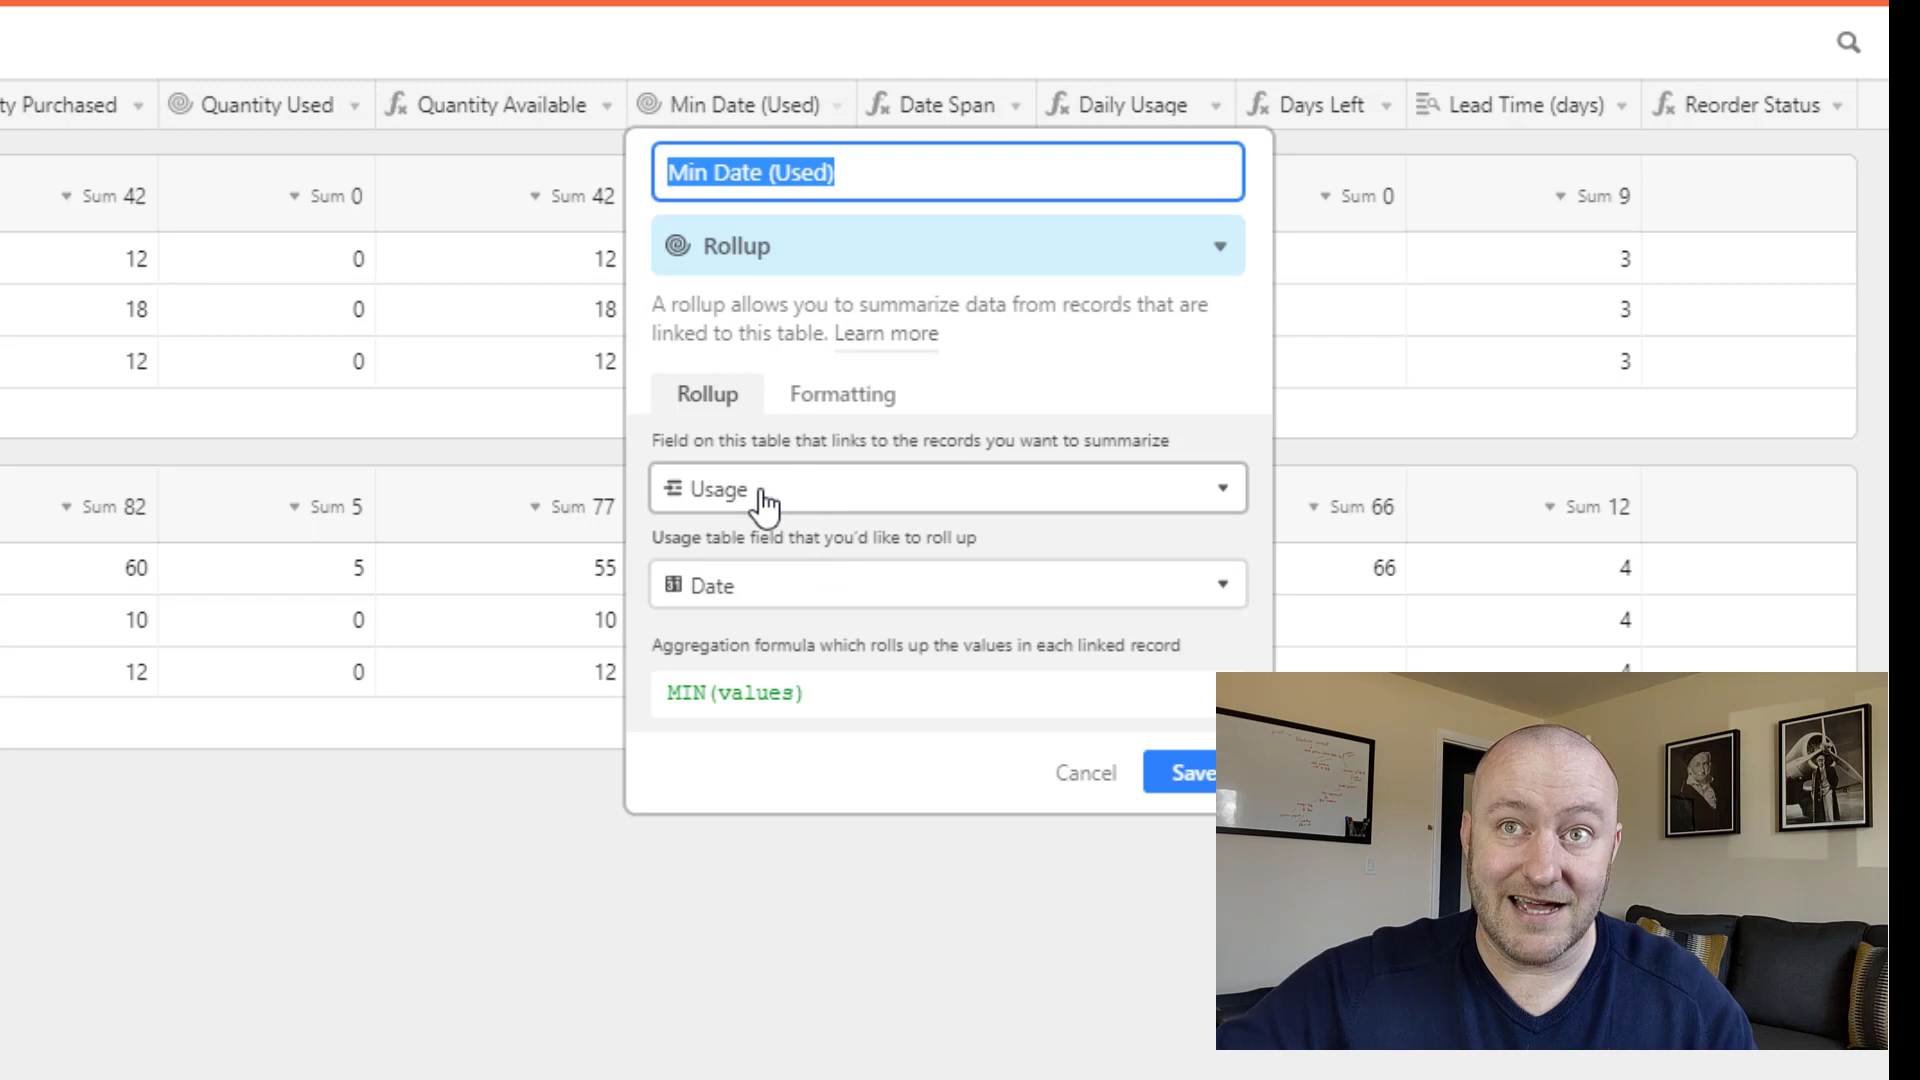 ty Purchased Quantity Used Quantity Available Min Date (Used) Date Span Daily Usage Days Left Lead Time (days) Reorder Status
Min Date (Used)
Sum 42 Sum 0 Sum 42 Sum 0 Sum 9
Rollup
12 0 12 3
A rollup allows you to summarize data from records that are
18 0 18 3
linked to this table. Learn more
12 0 12 3
Rollup Formatting
Field on this table that links to the records you want to summarize
Usage
Sum 82 Sum 5 Sum 77 Sum 66 Sum 12
Usage table field that you'd like to roll up
60 5 55 66 4
Date
10 0 10 4
Aggregation formula which rolls up the values in each linked record
12 0 12
MIN(values)
Cancel Save